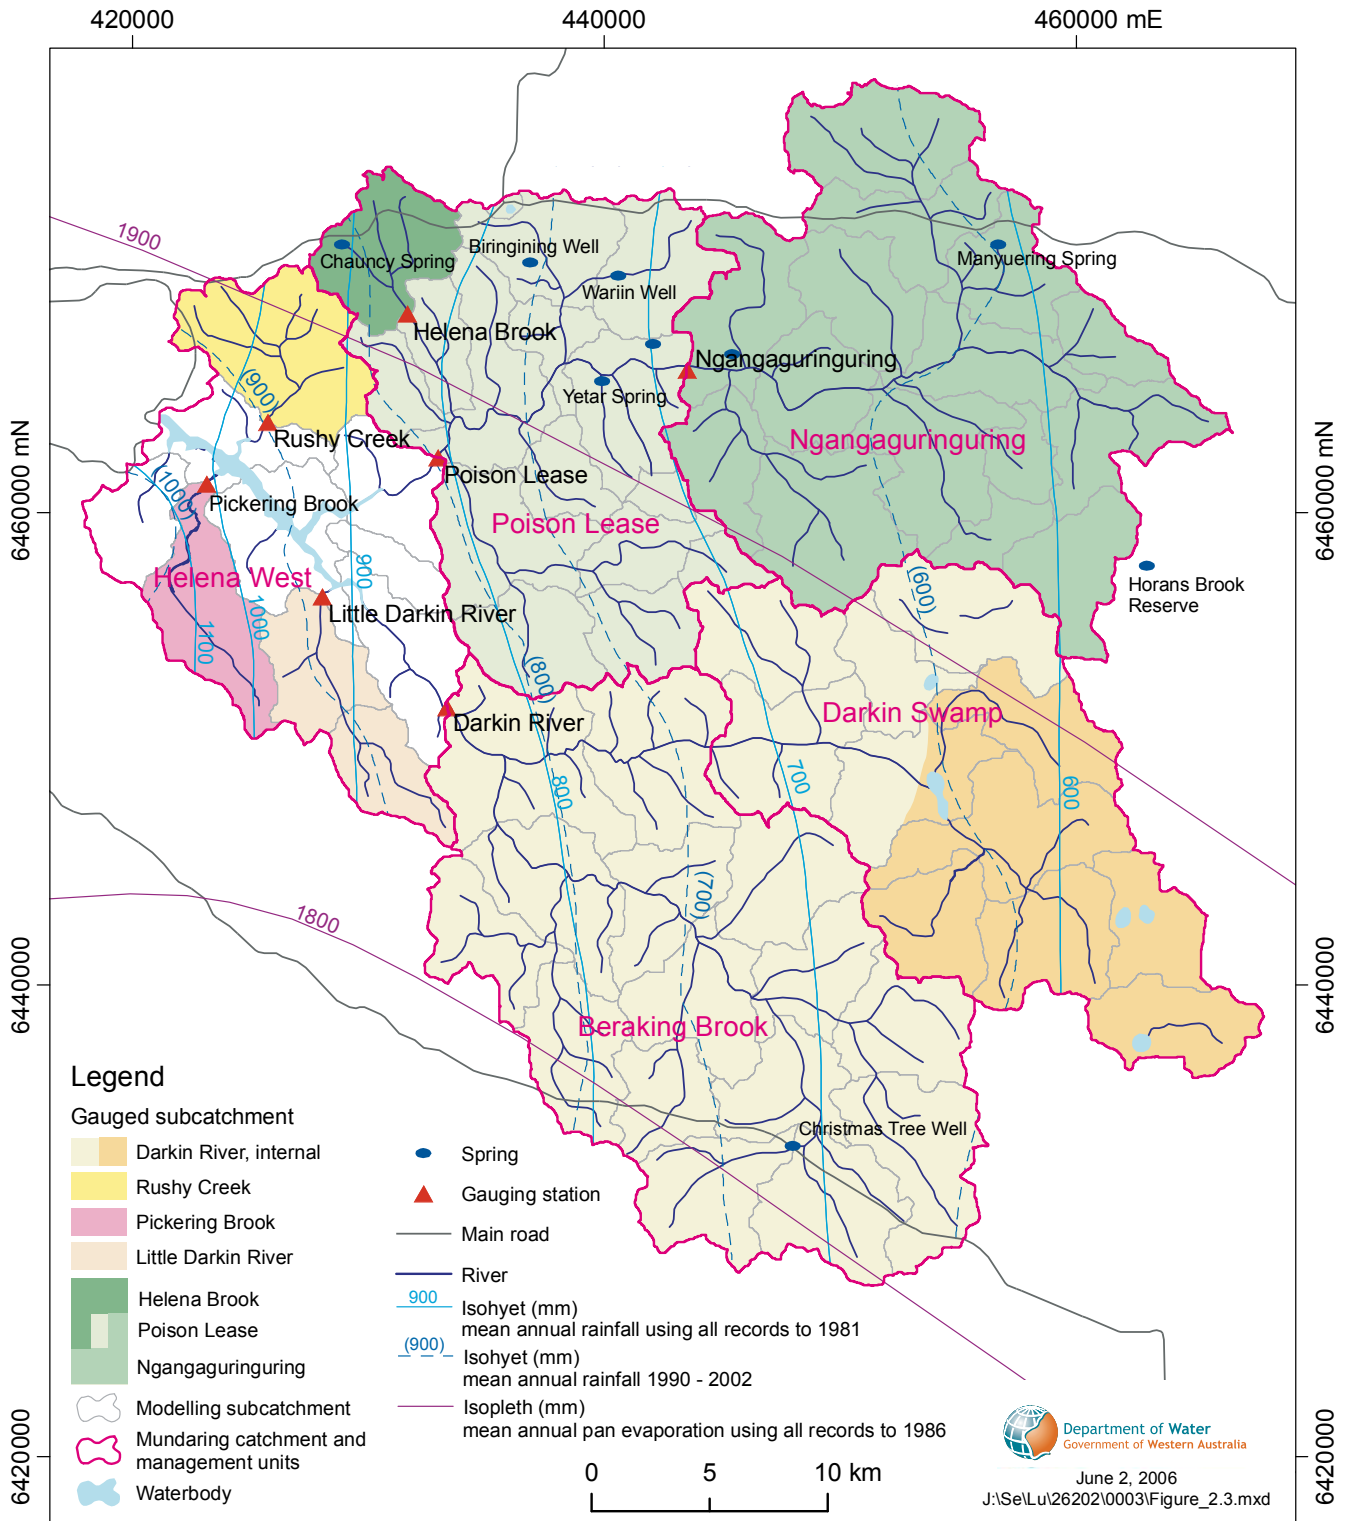 420000
440000
460000 mE
1900
Chauncy Spring
Biringining Well
Wariin Well
Manyuering Spring
Helena Brook
Ngangaguringuring
Yetar Spring
(900)
Rushy Creek
Ngangaguringuring
6460000 mN
6460000 mN
Poison Lease
(1000)
Pickering Brook
Poison Lease
Helena West
900
1000
1100
Little Darkin River
(600)
Horans Brook
Reserve
(800)
Darkin River
Darkin Swamp
800
700
600
(700)
1800
6440000
6440000
Beraking Brook
Christmas Tree Well
Legend
Gauged subcatchment
Darkin River, internal
Rushy Creek
Pickering Brook
Little Darkin River
Helena Brook
Poison Lease
Ngangaguringuring
Modelling subcatchment
Mundaring catchment and
management units
Waterbody
Spring
Gauging station
Main road
River
900
Isohyet (mm)
mean annual rainfall using all records to 1981
(900)
Isohyet (mm)
mean annual rainfall 1990 - 2002
Isopleth (mm)
mean annual pan evaporation using all records to 1986
0 5 10 km
6420000
6420000
Department of Water
Government of Western Australia
June 2, 2006
J:\Se\Lu\26202\0003\Figure_2.3.mxd